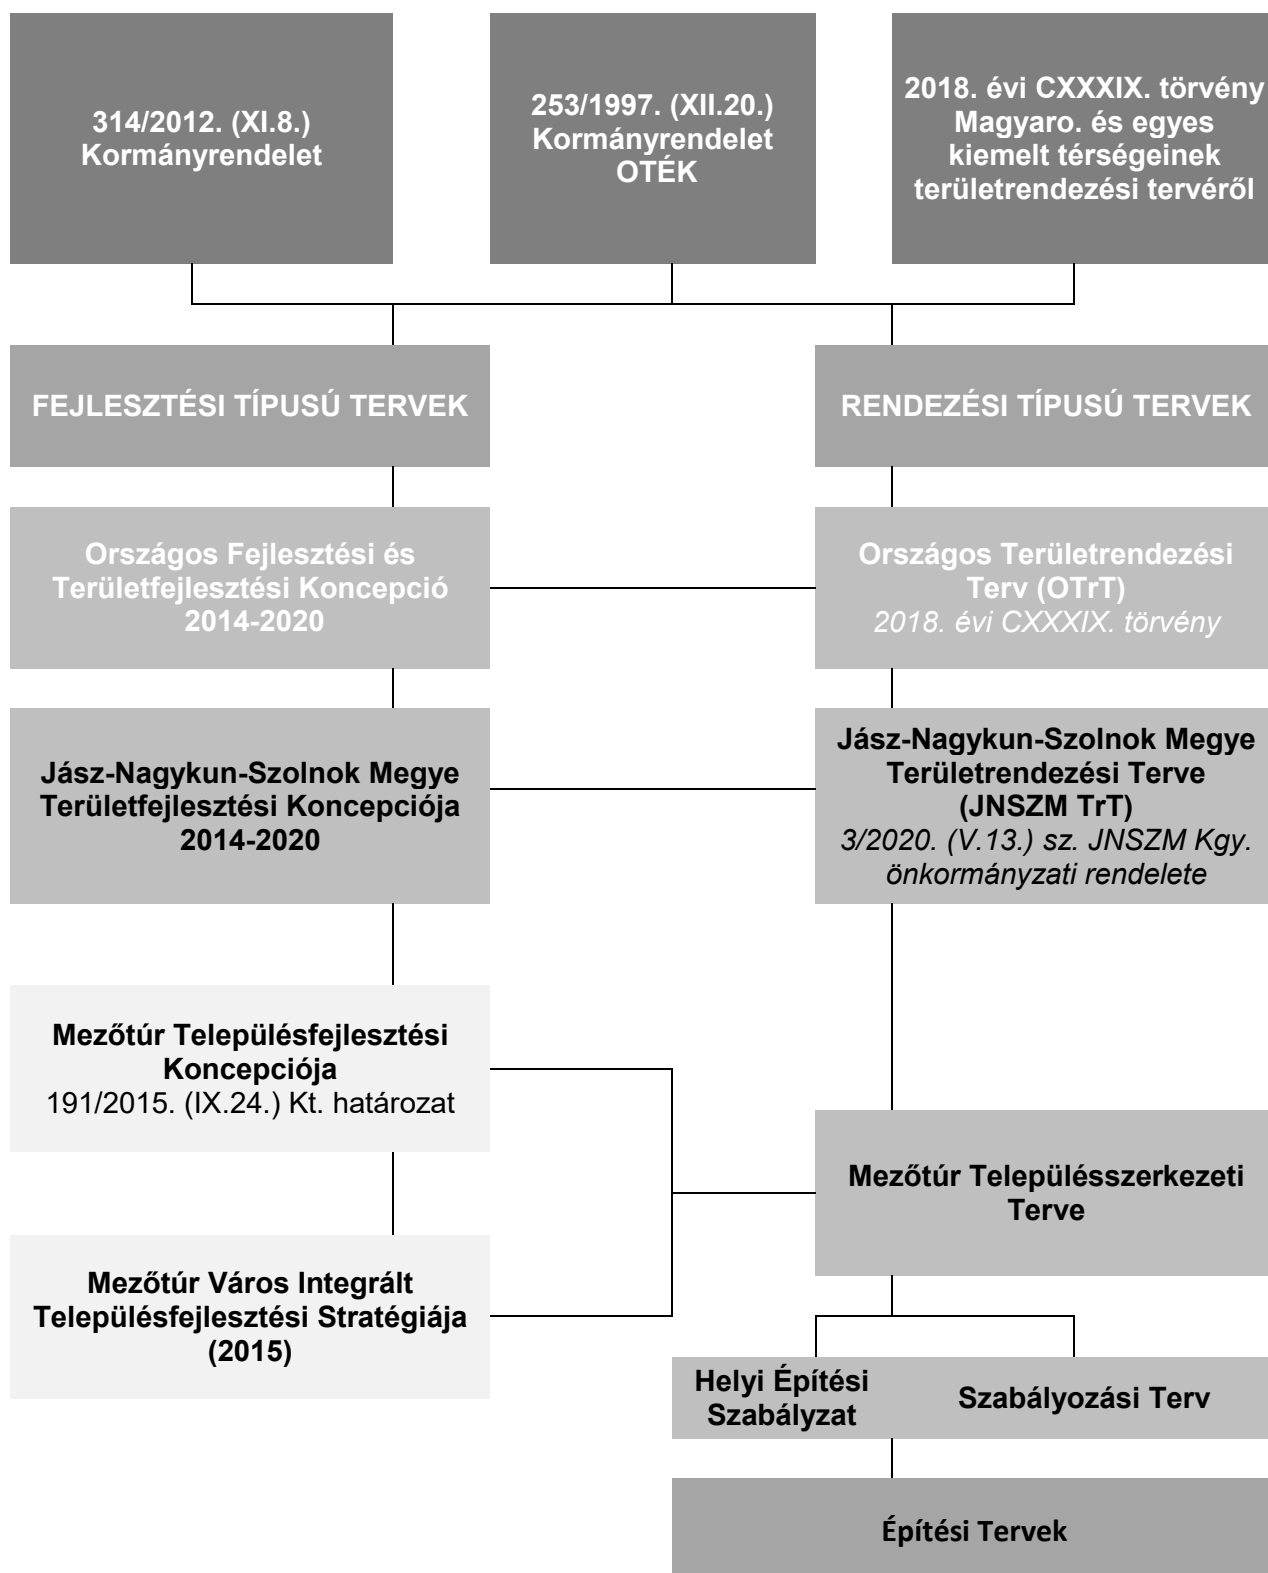 314/2012. (XI.8.)
Kormányrendelet
253/1997. (XII.20.)
Kormányrendelet
OTÉK
2018. évi CXXXIX. törvény
Magyaro. és egyes
kiemelt térségeinek
területrendezési tervéről
FEJLESZTÉSI TÍPUSÚ TERVEK
RENDEZÉSI TÍPUSÚ TERVEK
Országos Fejlesztési és
Területfejlesztési Koncepció
2014-2020
Országos Területrendezési
Terv (OTrT)
2018. évi CXXXIX. törvény
Jász-Nagykun-Szolnok Megye
Területfejlesztési Koncepciója
2014-2020
Jász-Nagykun-Szolnok Megye
Területrendezési Terve
(JNSZM TrT)
3/2020. (V.13.) sz. JNSZM Kgy.
önkormányzati rendelete
Mezőtúr Településfejlesztési
Koncepciója
191/2015. (IX.24.) Kt. határozat
Mezőtúr Településszerkezeti
Terve
Mezőtúr Város Integrált
Településfejlesztési Stratégiája
(2015)
Helyi Építési
Szabályzat
Szabályozási Terv
Építési Tervek